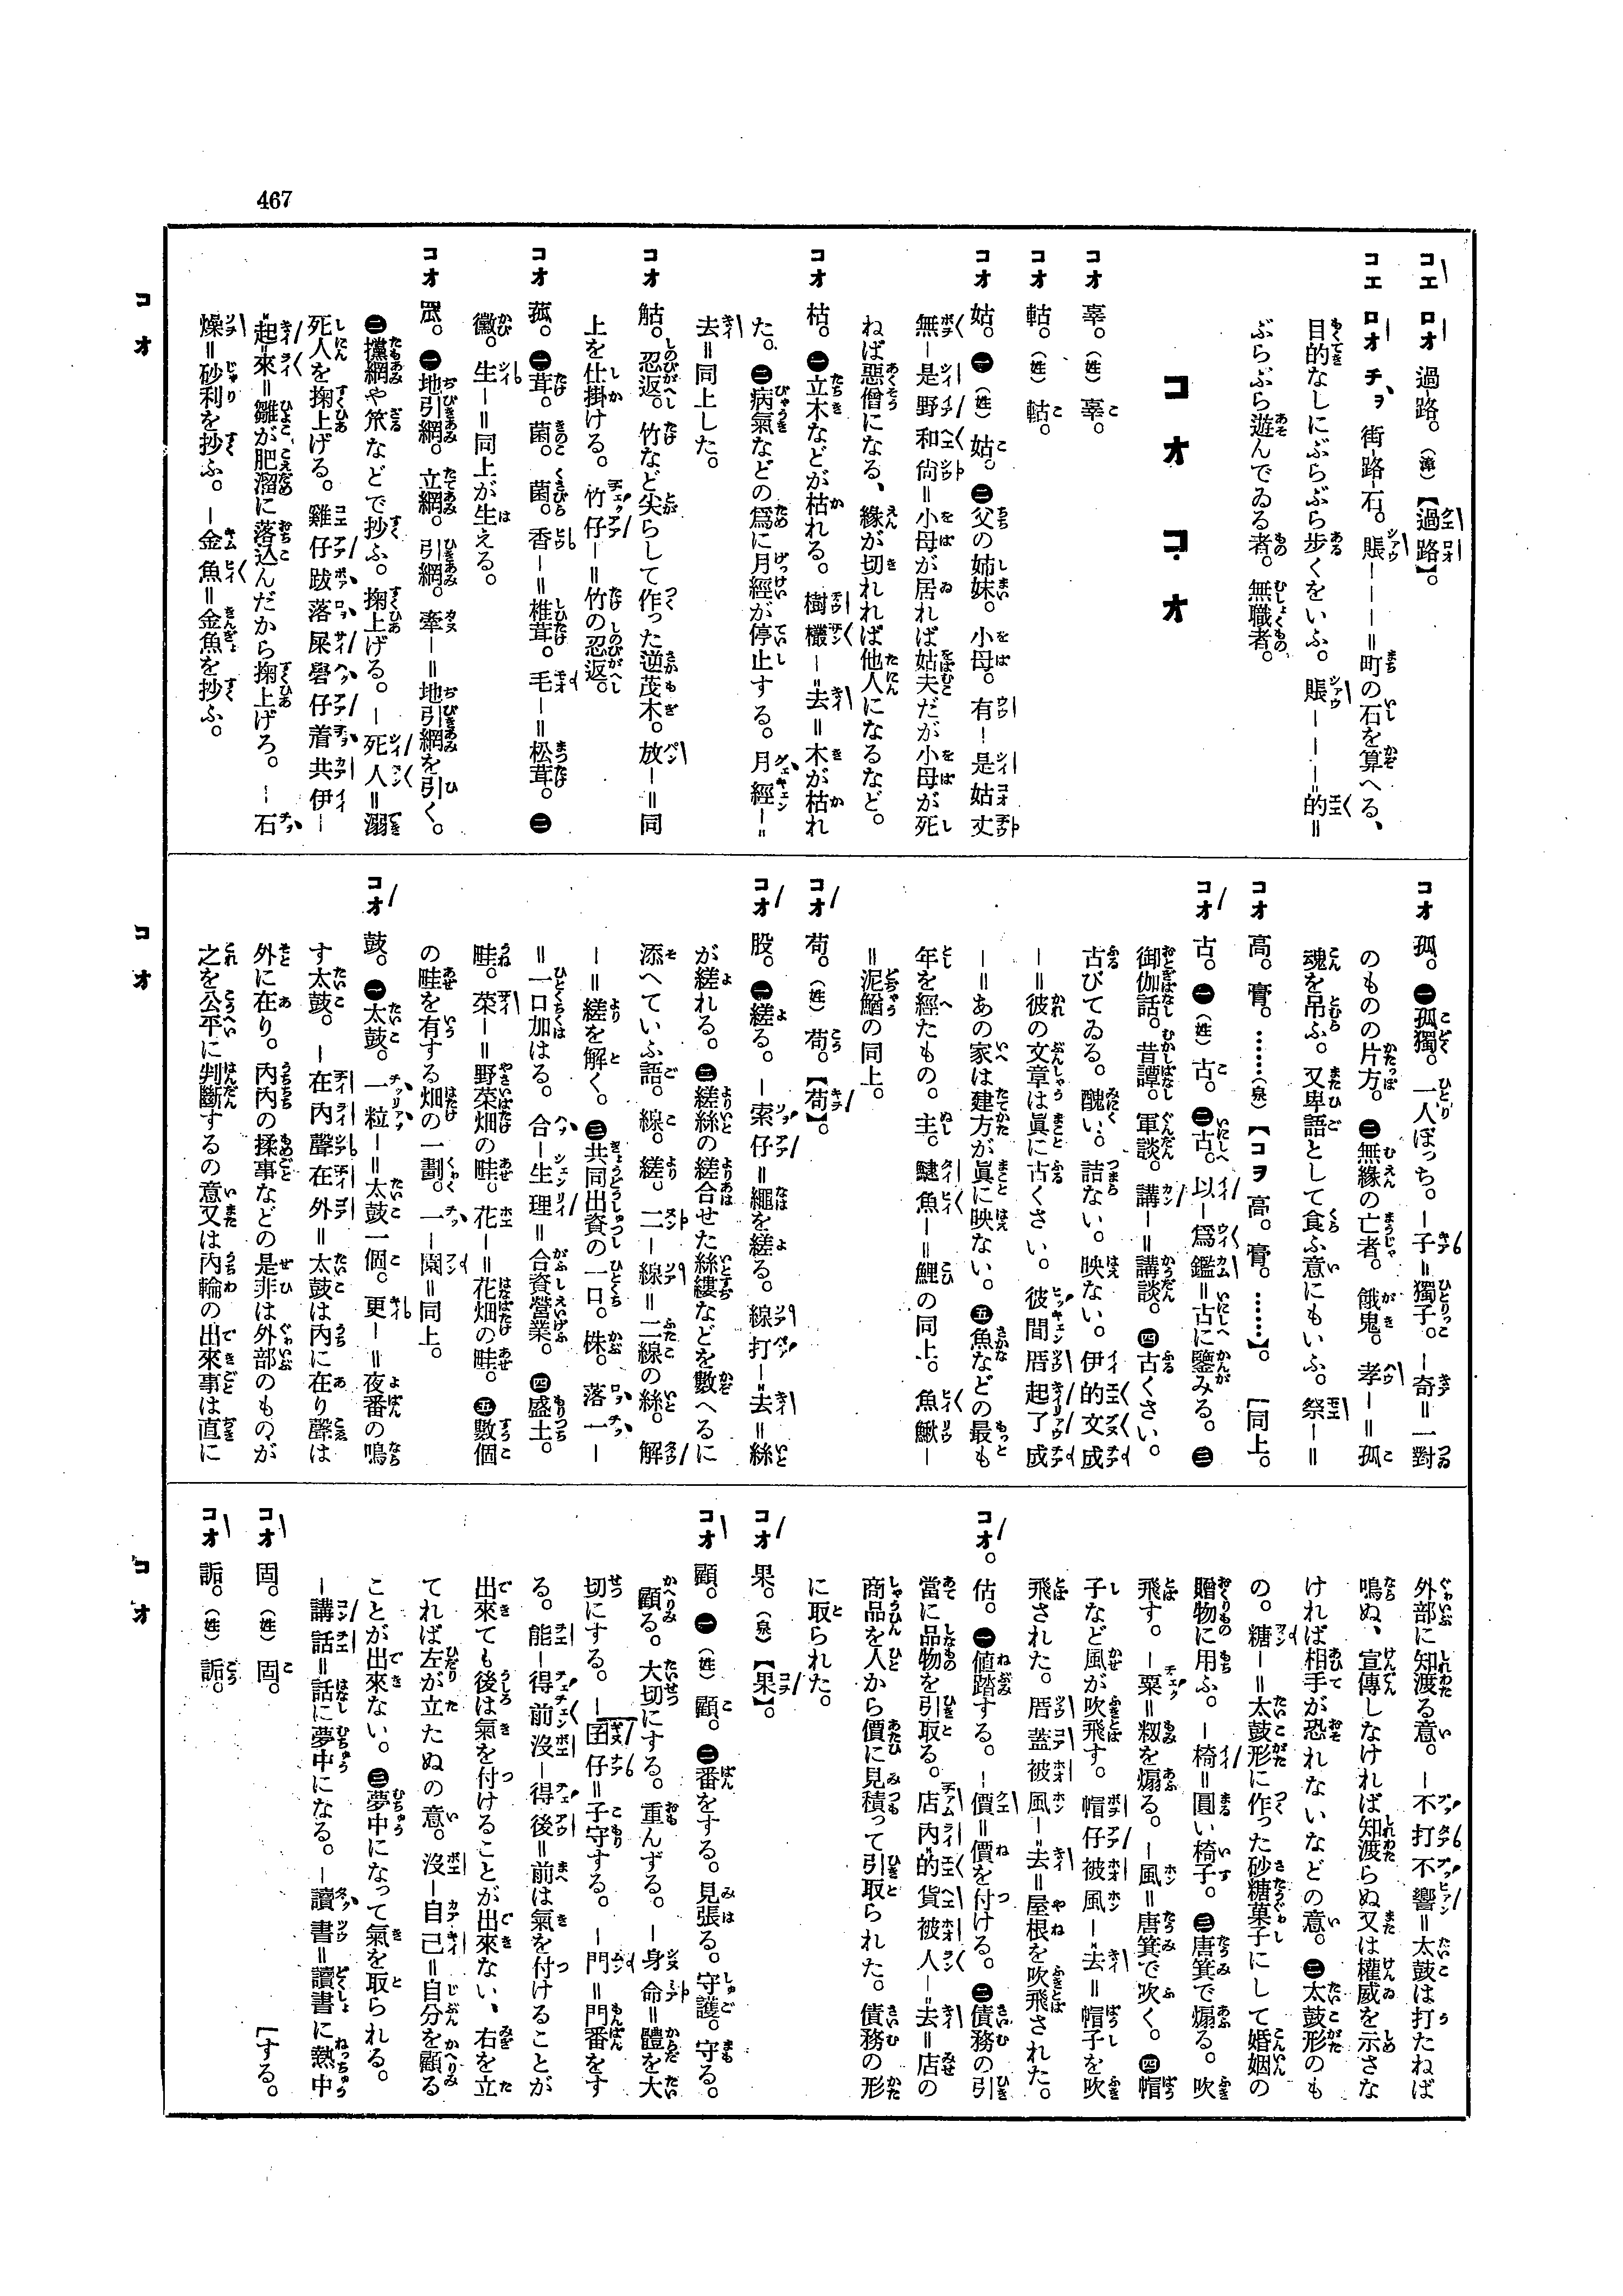 467
コエ ロオ 過路。(漳)【過路】。
コエ ロオ チヲ 街-路-石。賬---=町の石を算へる、
目的なしにぶらぶら歩くをいふ。賬---=的=
ぶらぶら遊んでゐる者。無職者。
コオ コオ
コオ 辜。(姓)辜。
コオ 軲。(姓)軲。
コオ 姑。㊀(姓)姑。㊁父の姉妹。小母。有-是姑丈
無-是野和尙=小母が居れば姑夫だが小母が死
ねば惡僧になる、緣が切れれば他人になるなど。
コオ 枯。㊀立木などが枯れる。樹欉-=去=木が枯れ
た。㊁病氣などの爲に月經が停止する。月經-=
去=同上した。
コオ 䀇。忍返。竹など尖らして作った逆茂木。放-=同
上を仕掛ける。竹仔-=竹の忍返。
コオ 菰。㊀茸。菌。菌。香-=椎茸。毛-=松茸。㊁
黴。生-=同上が生える。
コオ 罛。㊀地引網。立網。引網。牽-=地引網を引く。
㊁攩網や笊などで抄ふ。掬上げる。-死人=溺
死人を掬上げる。雞仔跋落屎礐仔着共伊-
起=來=雛が肥溜に落込んだから掬上げろ。-石
燥=砂利を抄ふ。-金魚=金魚を抄ふ。
コオ
コオ 孤。㊀孤獨。一人ぼっち。-子=獨子。-奇=一對
のものの片方。㊁無緣の亡者。餓鬼。孝-=孤
魂を吊ふ。又卑語として食ふ意にもいふ。祭-=
コオ 高。膏。……(泉)【コヲ 高。膏。……】。[同上。
コオ 古。㊀(姓)古。㊁古。以-爲鑑=古に鑒みる。㊂
御伽話。昔譚。軍談。講-=講談。㊃古くさい。
古びてゐる。醜い。詰ない。映ない。伊的文成
-=彼の文章は眞に古くさい。彼間厝起了成
-=あの家は建方が眞に映ない。㊄魚などの最も
年を經たもの。主。鯉魚-=鯉の同上。魚鰍-
=泥鰌の同上。
コオ 苟。(姓)苟。【苟】。
コオ 股。㊀縒る。-索仔=繩を縒る。線打-=去=絲
が縒れる。㊁縒絲の縒合せた絲縷などを數へるに
添へていふ語。線。縒。二-線=二線の絲。解
-=縒を解く。㊂共同出資の一口。株。落一-
=一口加はる。合-生理=合資營業。㊃盛土。
畦。菜-=野菜畑の畦。花-=花畑の畦。㊄數個
の畦を有する畑の一劃。一-園=同上。
コオ 鼓。㊀太鼓。一粒-=太鼓一個。更-=夜番の鳴
す太鼓。-在內聲在外=太鼓は內に在り聲は
外に在り。內內の揉事などの是非は外部のものが
之を公平に判斷するの意又は內輪の出來事は直に
コオ
外部に知渡る意。-不打不響=太鼓は打たねば
鳴ぬ、宣傳しなければ知渡らぬ又は權威を示さな
ければ相手が恐れないなどの意。㊁太鼓形のも
の。糖-=太鼓形に作った砂糖菓子にして婚姻の
贈物に用ふ。-椅=圓い椅子。㊂唐箕で煽る。吹
飛す。-粟=籾を煽る。-風=唐箕で吹く。㊃帽
子など風が吹飛す。帽仔被風-=去=帽子を吹
飛された。厝蓋被風-=去=屋根を吹飛された。
コオ。 估。㊀値踏する。-價=價を付ける。㊁債務の引
當に品物を引取る。店內=的貨被人-=去=店の
商品を人から價に見積って引取られた。債務の形
に取られた。
コオ 果。(泉)【果】。
コオ 顧。㊀(姓)顧。㊁番をする。見張る。守護。守る。
顧る。大切にする。重んずる。-身命=體を大
切にする。-囝仔=子守する。-門=門番をす
る。能-得前沒-得後=前は氣を付けることが
出來ても後は氣を付けることが出來ない、右を立
てれば左が立たぬの意。沒-自己=自分を顧る
ことが出來ない。㊂夢中になって氣を取られる。
-講話=話に夢中になる。-讀書=讀書に熱中
コオ 固。(姓)固。[する。
コオ 詬。(姓)詬。
コオ